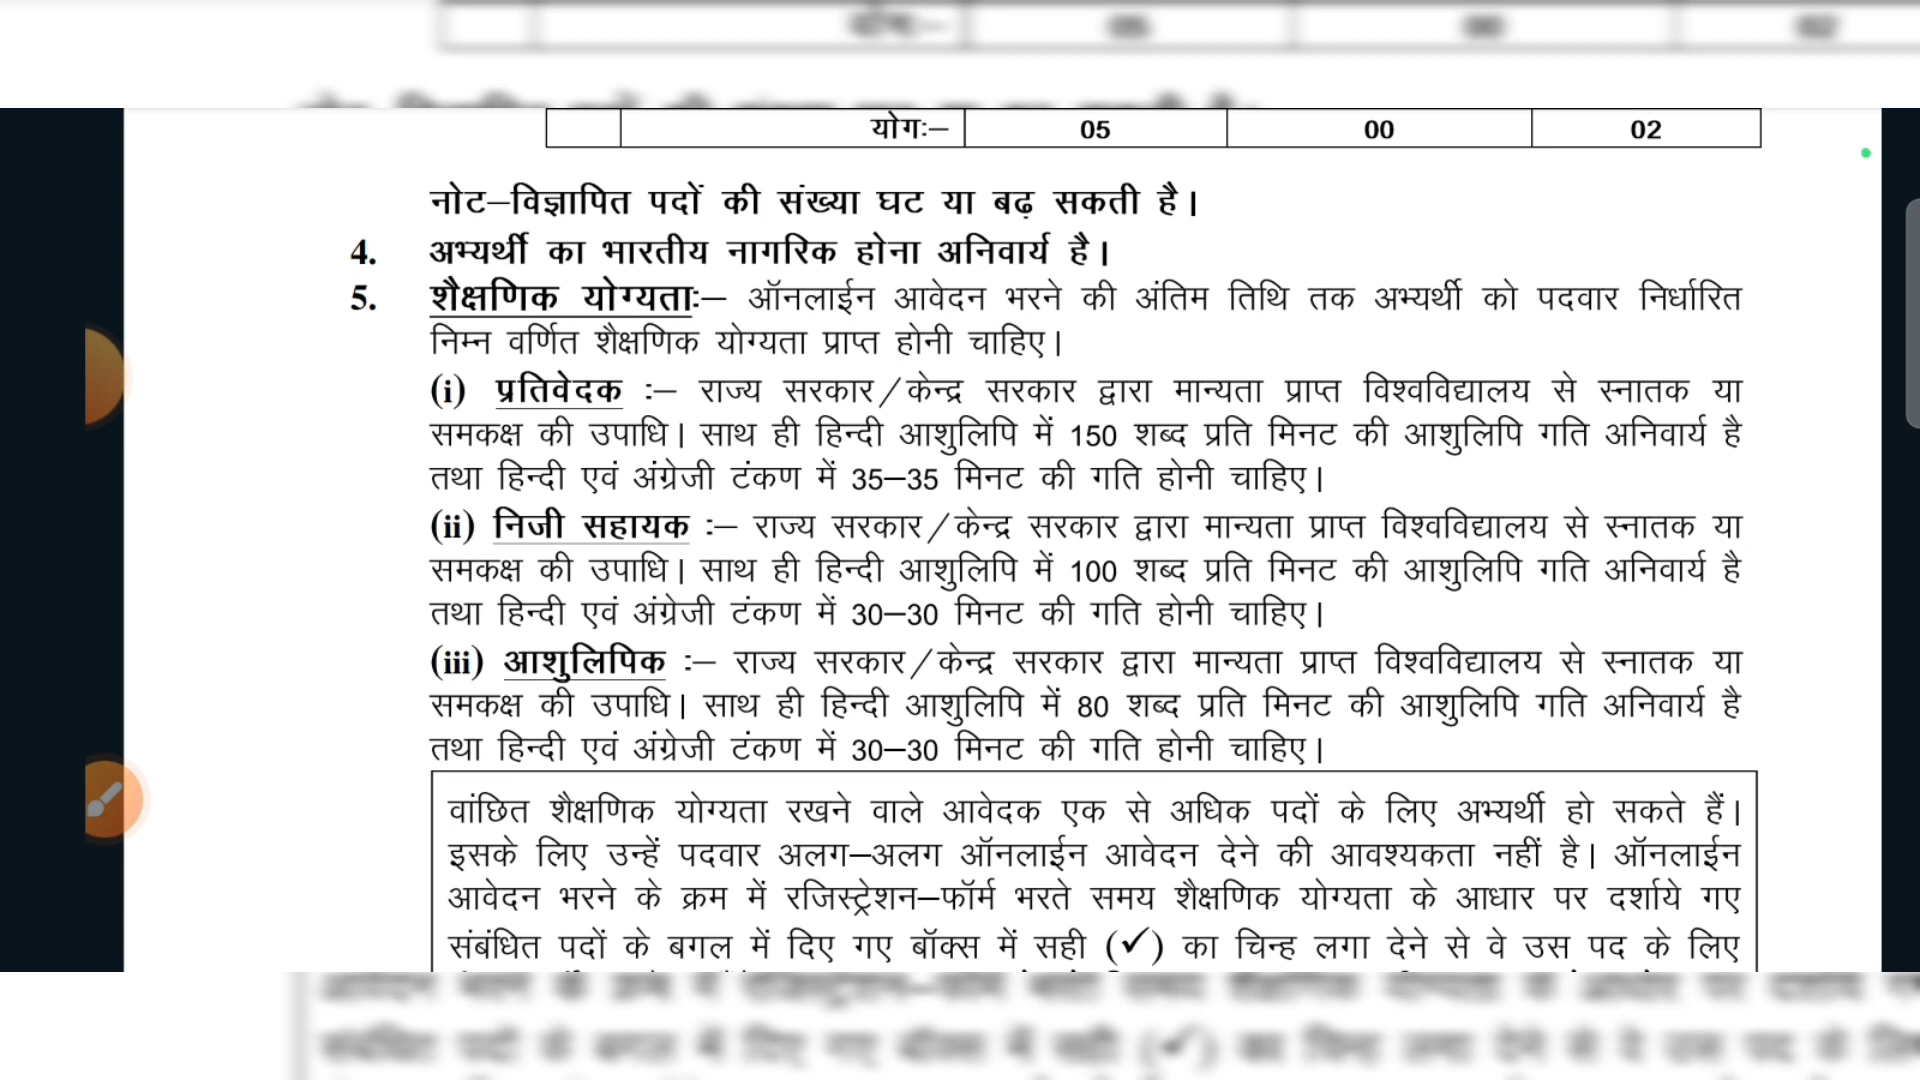 योगः– 05 00 02
नोट–विज्ञापित पदों की संख्या घट या बढ़ सकती है।
4. अभ्यर्थी का भारतीय नागरिक होना अनिवार्य है।
5. शैक्षणिक योग्यताः– ऑनलाईन आवेदन भरने की अंतिम तिथि तक अभ्यर्थी को पदवार निर्धारित
निम्न वर्णित शैक्षणिक योग्यता प्राप्त होनी चाहिए।
(i) प्रतिवेदक :– राज्य सरकार/केन्द्र सरकार द्वारा मान्यता प्राप्त विश्वविद्यालय से स्नातक या
समकक्ष की उपाधि। साथ ही हिन्दी आशुलिपि में 150 शब्द प्रति मिनट की आशुलिपि गति अनिवार्य है
तथा हिन्दी एवं अंग्रेजी टंकण में 35–35 मिनट की गति होनी चाहिए।
(ii) निजी सहायक :– राज्य सरकार/केन्द्र सरकार द्वारा मान्यता प्राप्त विश्वविद्यालय से स्नातक या
समकक्ष की उपाधि। साथ ही हिन्दी आशुलिपि में 100 शब्द प्रति मिनट की आशुलिपि गति अनिवार्य है
तथा हिन्दी एवं अंग्रेजी टंकण में 30–30 मिनट की गति होनी चाहिए।
(iii) आशुलिपिक :– राज्य सरकार/केन्द्र सरकार द्वारा मान्यता प्राप्त विश्वविद्यालय से स्नातक या
समकक्ष की उपाधि। साथ ही हिन्दी आशुलिपि में 80 शब्द प्रति मिनट की आशुलिपि गति अनिवार्य है
तथा हिन्दी एवं अंग्रेजी टंकण में 30–30 मिनट की गति होनी चाहिए।
वांछित शैक्षणिक योग्यता रखने वाले आवेदक एक से अधिक पदों के लिए अभ्यर्थी हो सकते हैं।
इसके लिए उन्हें पदवार अलग–अलग ऑनलाईन आवेदन देने की आवश्यकता नहीं है। ऑनलाईन
आवेदन भरने के क्रम में रजिस्ट्रेशन–फॉर्म भरते समय शैक्षणिक योग्यता के आधार पर दर्शाये गए
संबंधित पदों के बगल में दिए गए बॉक्स में सही (✓) का चिन्ह लगा देने से वे उस पद के लिए